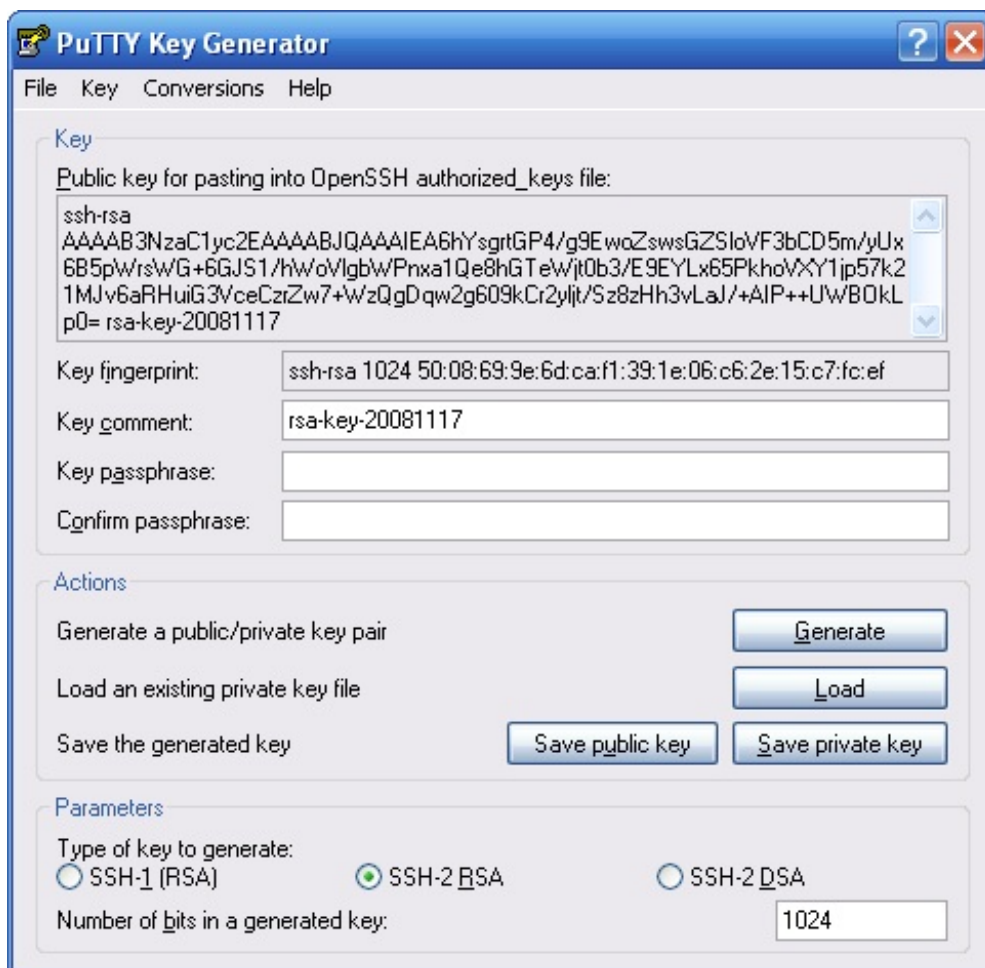 PuTTY Key Generator
File Key Conversions Help
Key
Public key for pasting into OpenSSH authorized_keys file:
ssh-rsa
AAAAB3NzaC1yc2EAAAABJQAAAIEA6hYsgrtGP4/g9EwoZswsGZSIoVF3bCD5m/yUx
6B5pWrsWG+6GJS1/hWoVIgbWPnxa1Qe8hGTeWjt0b3/E9EYLx65PkhoVXY1jp57k2
1MJv6aRHuiG3VceCzrZw7+WzQgDqw2g609kCr2yljt/Sz8zHh3vLaJ/+AIP++UWBOkL
p0= rsa-key-20081117
Key fingerprint: ssh-rsa 1024 50:08:69:9e:6d:ca:f1:39:1e:06:c6:2e:15:c7:fc:ef
Key comment: rsa-key-20081117
Key passphrase:
Confirm passphrase:
Actions
Generate a public/private key pair Generate
Load an existing private key file Load
Save the generated key Save public key Save private key
Parameters
Type of key to generate:
SSH-1 (RSA) SSH-2 RSA SSH-2 DSA
Number of bits in a generated key: 1024